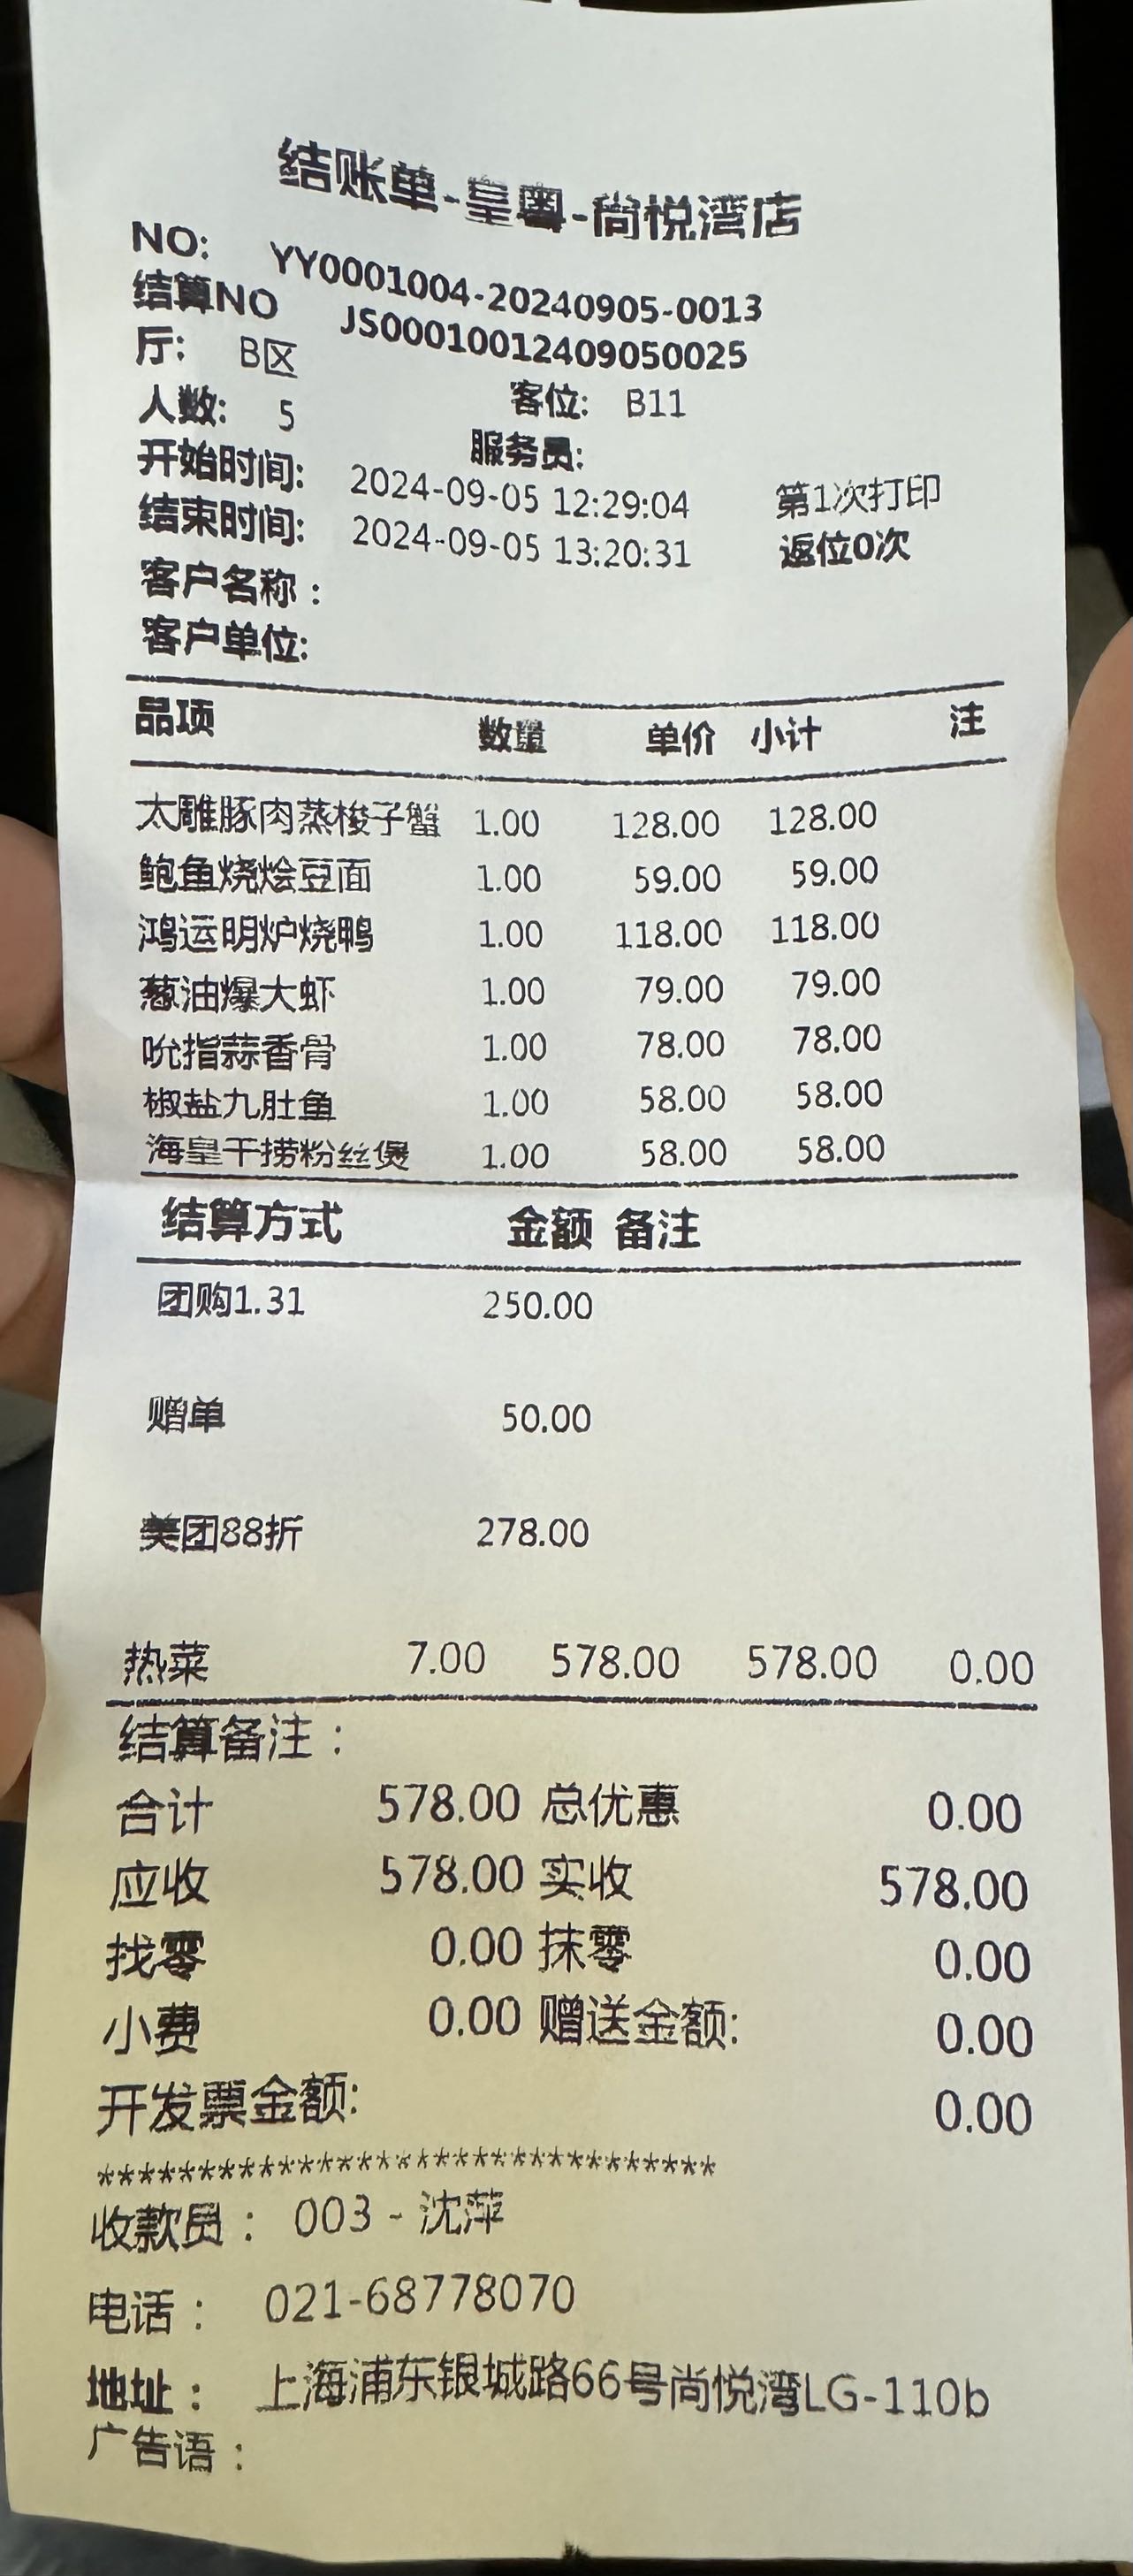 结账单-皇粤-尚悦湾店
NO: YY0001004-20240905-0013
结算NO JS00010012409050025
厅: B区 客位: B11
人数: 5 服务员:
开始时间: 2024-09-05 12:29:04 第1次打印
结束时间: 2024-09-05 13:20:31 返位0次
客户名称：
客户单位:
品项 数量 单价 小计 注
太雕豚肉蒸梭子蟹 1.00 128.00 128.00
鲍鱼烧烩豆面 1.00 59.00 59.00
鸿运明炉烧鸭 1.00 118.00 118.00
葱油爆大虾 1.00 79.00 79.00
吮指蒜香骨 1.00 78.00 78.00
椒盐九肚鱼 1.00 58.00 58.00
海皇干捞粉丝煲 1.00 58.00 58.00
结算方式 金额 备注
团购1.31 250.00
赠单 50.00
美团88折 278.00
热菜 7.00 578.00 578.00 0.00
结算备注：
合计 578.00 总优惠 0.00
应收 578.00 实收 578.00
找零 0.00 抹零 0.00
小费 0.00 赠送金额: 0.00
开发票金额: 0.00
*******************************
收款员： 003 - 沈萍
电话： 021-68778070
地址： 上海浦东银城路66号尚悦湾LG-110b
广告语：